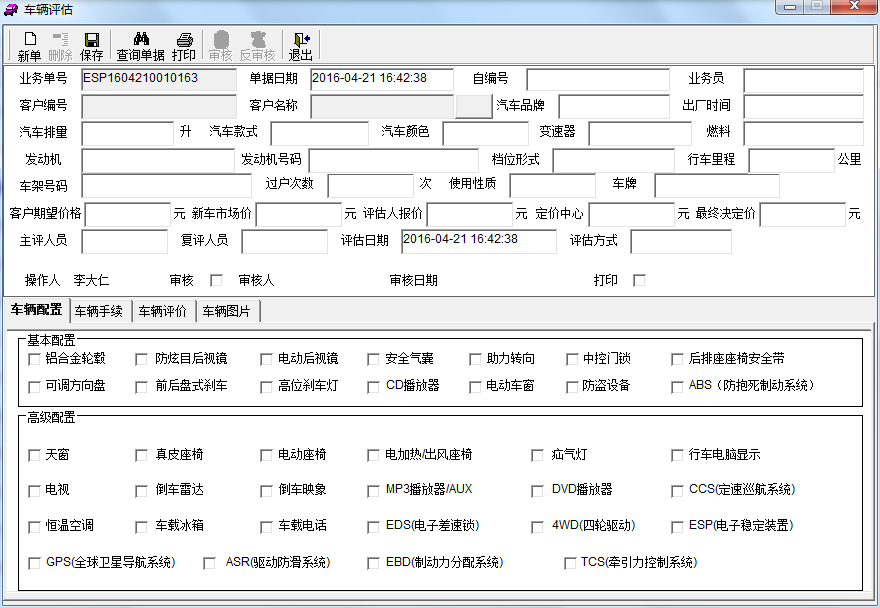 车辆评估
新单 删除 保存 查询单据 打印 审核 反审核 退出
业务单号 ESP1604210010163 单据日期 2016-04-21 16:42:38 自编号 业务员
客户编号 客户名称 汽车品牌 出厂时间
汽车排量 升 汽车款式 汽车颜色 变速器 燃料
发动机 发动机号码 档位形式 行车里程 公里
车架号码 过户次数 次 使用性质 车牌
客户期望价格 元 新车市场价 元 评估人报价 元 定价中心 元 最终决定价 元
主评人员 复评人员 评估日期 2016-04-21 16:42:38 评估方式
操作人 李大仁 审核 审核人 审核日期 打印
车辆配置 车辆手续 车辆评价 车辆图片
基本配置
铝合金轮毂 防炫目后视镜 电动后视镜 安全气囊 助力转向 中控门锁 后排座座椅安全带
可调方向盘 前后盘式刹车 高位刹车灯 CD播放器 电动车窗 防盗设备 ABS（防抱死制动系统）
高级配置
天窗 真皮座椅 电动座椅 电加热/出风座椅 疝气灯 行车电脑显示
电视 倒车雷达 倒车映象 MP3播放器/AUX DVD播放器 CCS(定速巡航系统)
恒温空调 车载冰箱 车载电话 EDS(电子差速锁) 4WD(四轮驱动) ESP(电子稳定装置)
GPS(全球卫星导航系统) ASR(驱动防滑系统) EBD(制动力分配系统) TCS(牵引力控制系统)